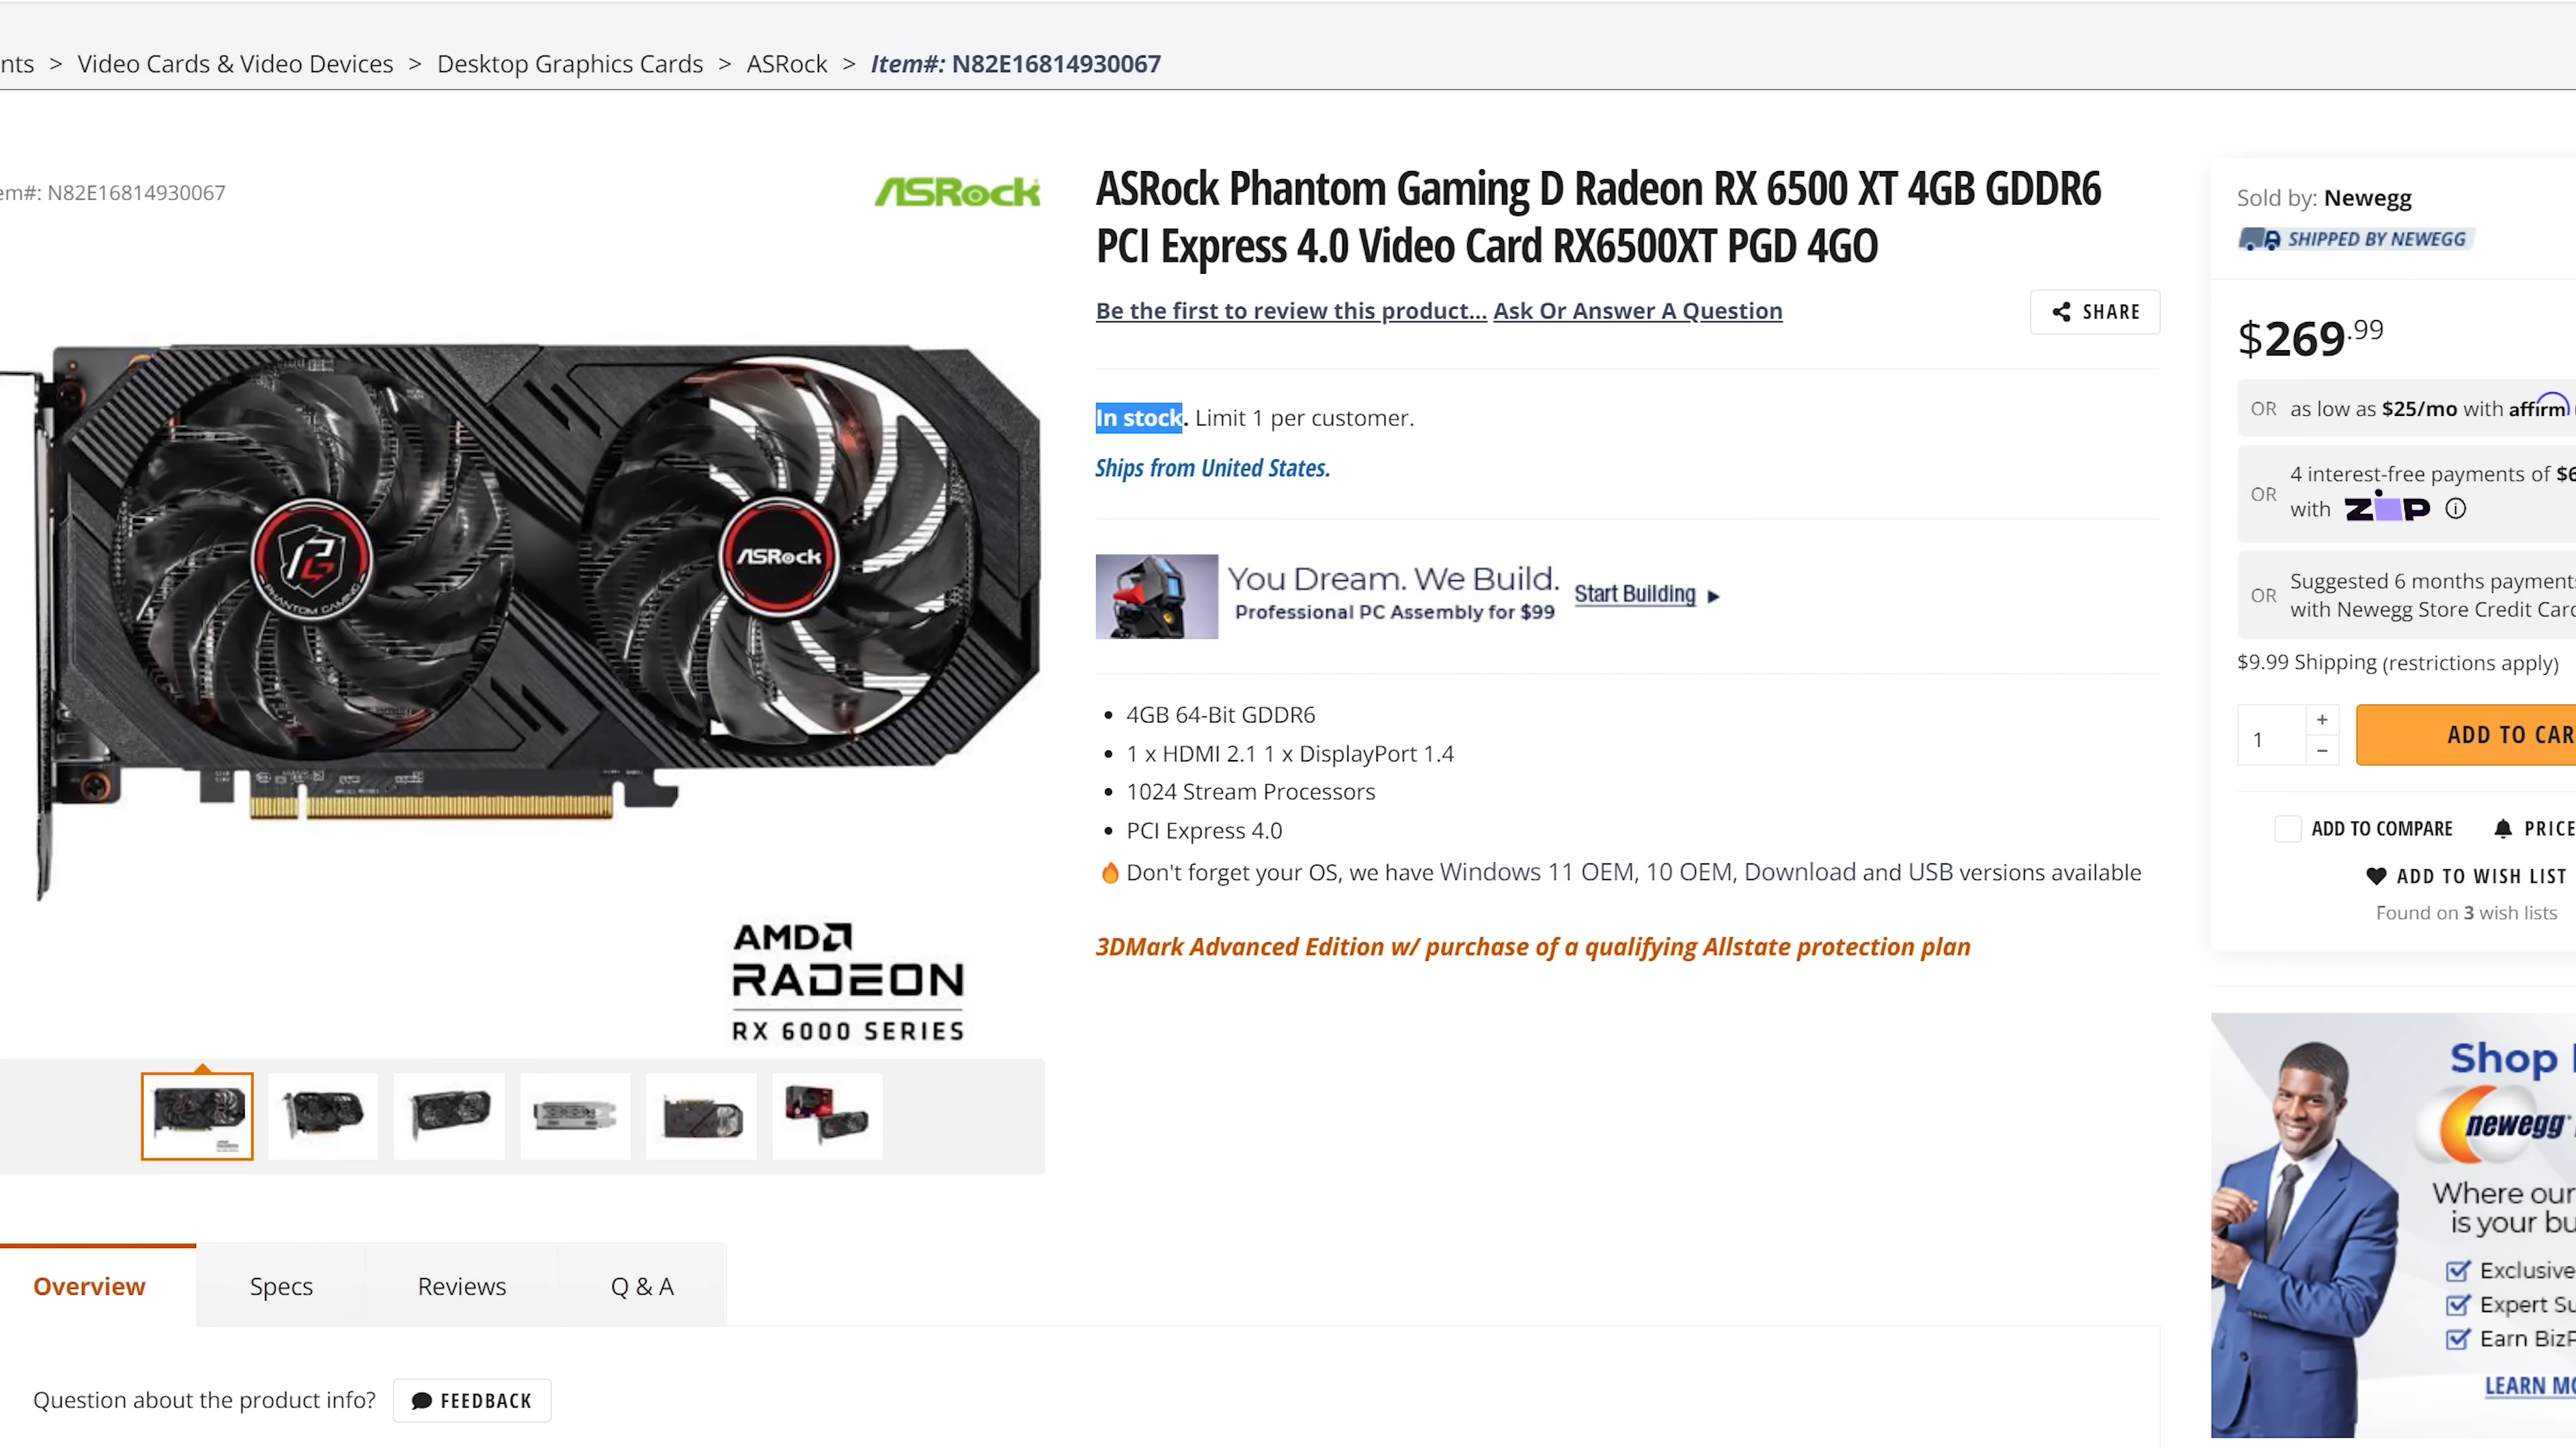 nts > Video Cards & Video Devices > Desktop Graphics Cards > ASRock > Item#: N82E16814930067
em#: N82E16814930067
ASRock
PHANTOM GAMING
ASRock
AMD
RADEON
RX 6000 SERIES
ASRock Phantom Gaming D Radeon RX 6500 XT 4GB GDDR6
PCI Express 4.0 Video Card RX6500XT PGD 4GO
Be the first to review this product... Ask Or Answer A Question
SHARE
In stock. Limit 1 per customer.
Ships from United States.
You Dream. We Build.
Professional PC Assembly for $99
Start Building
• 4GB 64-Bit GDDR6
• 1 x HDMI 2.1 1 x DisplayPort 1.4
• 1024 Stream Processors
• PCI Express 4.0
Don't forget your OS, we have Windows 11 OEM, 10 OEM, Download and USB versions available
3DMark Advanced Edition w/ purchase of a qualifying Allstate protection plan
Sold by: Newegg
SHIPPED BY NEWEGG
$269.99
OR as low as $25/mo with affirm
OR 4 interest-free payments of $6
with ZIP
OR Suggested 6 months payment
with Newegg Store Credit Car
$9.99 Shipping (restrictions apply)
1 + −
ADD TO CAR
ADD TO COMPARE
PRICE
ADD TO WISH LIST
Found on 3 wish lists
Shop
newegg
Where our
is your bu
Exclusive
Expert Su
Earn Biz
LEARN MO
Overview
Specs
Reviews
Q & A
Question about the product info?
FEEDBACK